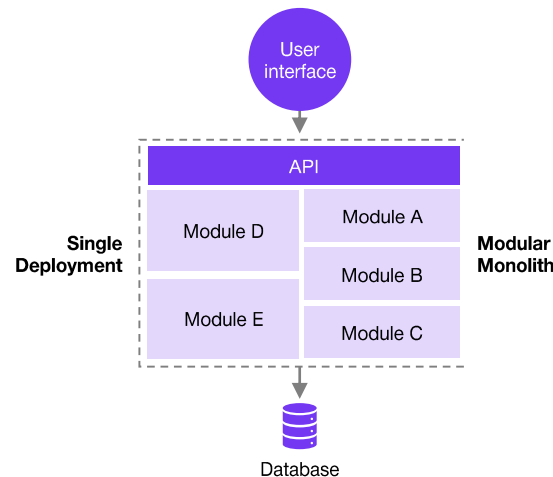 User
interface
API
Module D
Module A
Module B
Module E
Module C
Single
Deployment
Modular
Monolith
Database